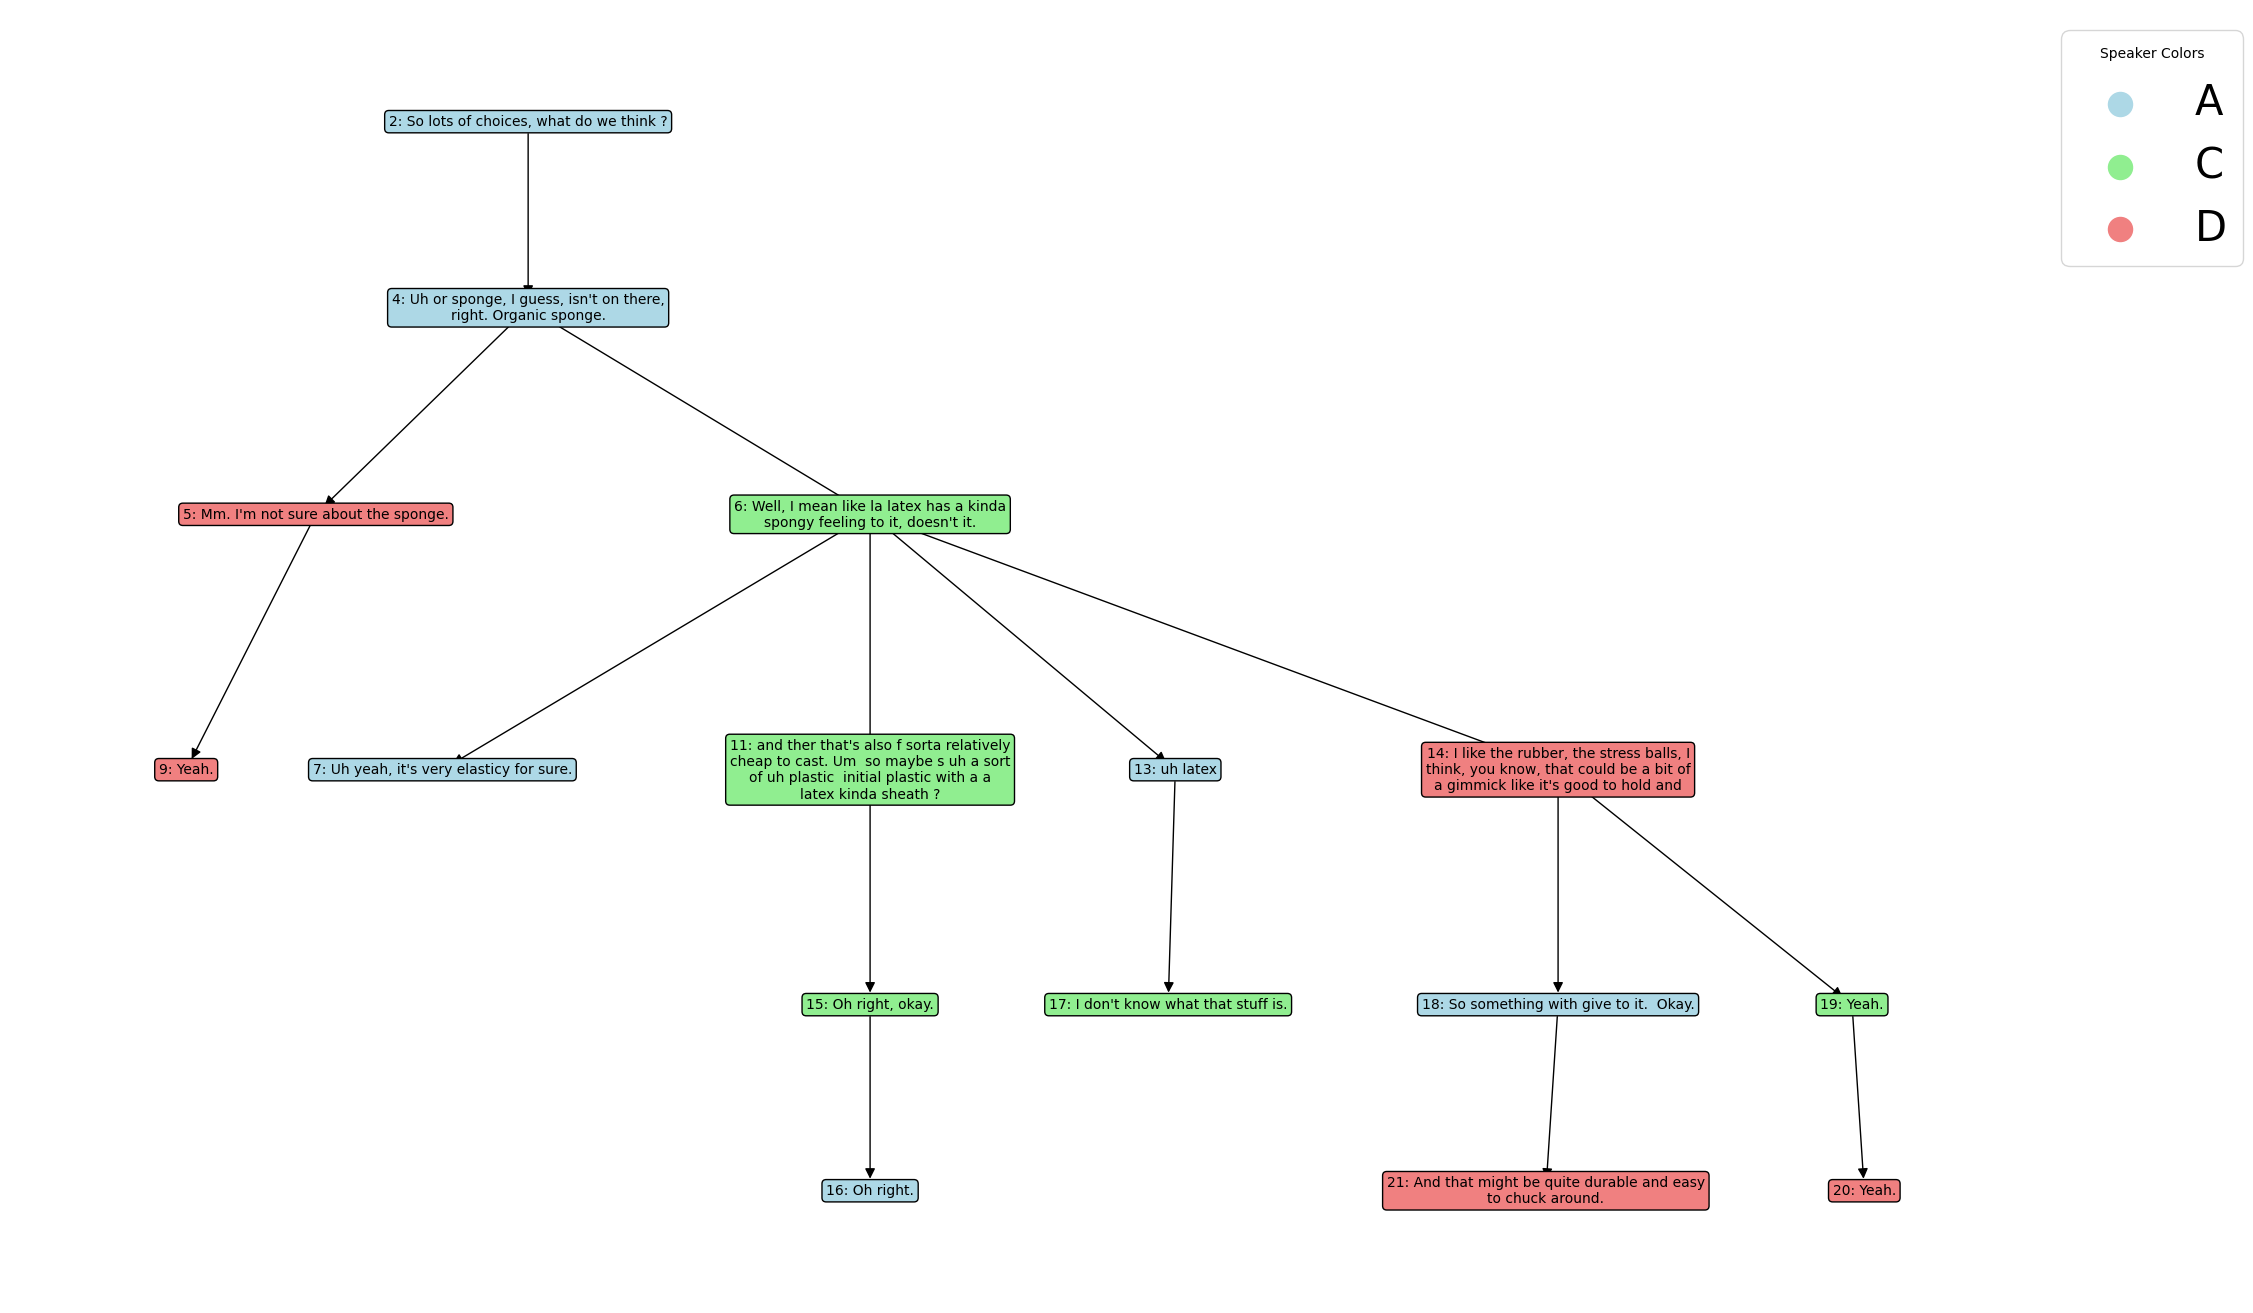 Speaker Colors
A
C
D
2: So lots of choices, what do we think ?
4: Uh or sponge, I guess, isn't on there,
right. Organic sponge.
5: Mm. I'm not sure about the sponge.
6: Well, I mean like la latex has a kinda
spongy feeling to it, doesn't it.
9: Yeah.
7: Uh yeah, it's very elasticy for sure.
11: and ther that's also f sorta relatively
cheap to cast. Um  so maybe s uh a sort
of uh plastic  initial plastic with a a
latex kinda sheath ?
13: uh latex
14: I like the rubber, the stress balls, I
think, you know, that could be a bit of
a gimmick like it's good to hold and
15: Oh right, okay.
17: I don't know what that stuff is.
18: So something with give to it.  Okay.
19: Yeah.
16: Oh right.
21: And that might be quite durable and easy
to chuck around.
20: Yeah.